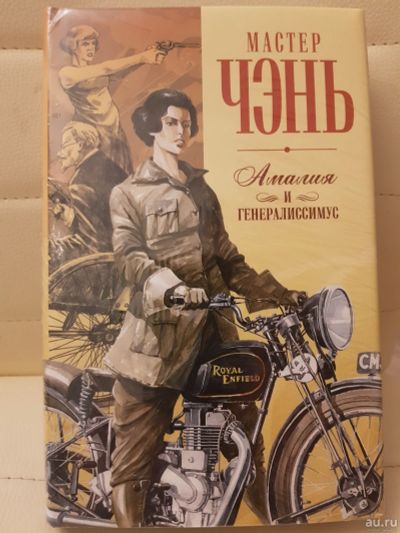 МАСТЕР
ЧЭНЬ
Амалия
И
ГЕНЕРАЛИССИМУС
ROYAL
ENFIELD
С.М.
au.ru